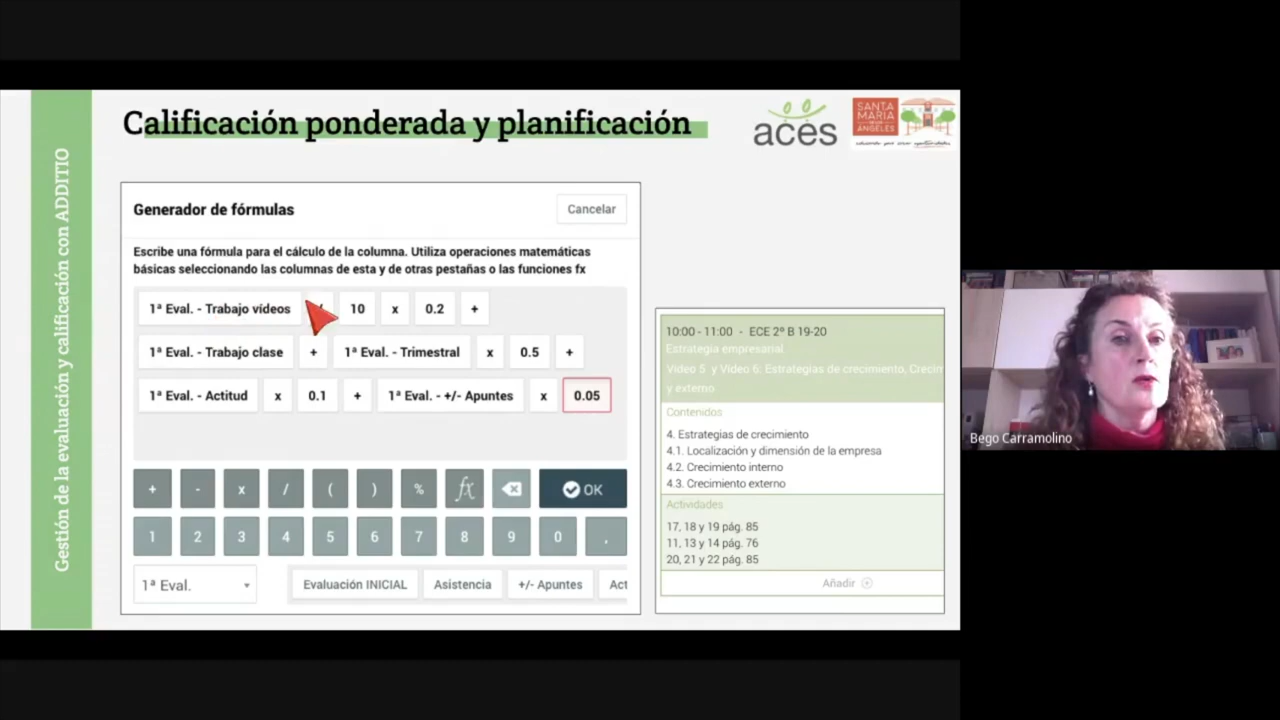 Calificación ponderada y planificación
aces
SANTA
MARIA
DE LOS
ÁNGELES
Gestión de la evaluación y calificación con ADDITIO
Generador de fórmulas
Cancelar
Escribe una fórmula para el cálculo de la columna. Utiliza operaciones matemáticas
básicas seleccionando las columnas de esta y de otras pestañas o las funciones fx
1ª Eval. - Trabajo vídeos / 10 x 0.2 +
1ª Eval. - Trabajo clase + 1ª Eval. - Trimestral x 0.5 +
1ª Eval. - Actitud x 0.1 + 1ª Eval. - +/- Apuntes x 0.05
+ - x / ( ) % fx OK
1 2 3 4 5 6 7 8 9 0 ,
1ª Eval. Evaluación INICIAL Asistencia +/- Apuntes Act
10:00 - 11:00 - ECE 2º B 19-20
Estrategia empresarial
Video 5 y Video 6: Estrategias de crecimiento, Crecim
y externo
Contenidos
4. Estrategias de crecimiento
4.1. Localización y dimensión de la empresa
4.2. Crecimiento interno
4.3. Crecimiento externo
Actividades
17, 18 y 19 pág. 85
11, 13 y 14 pág. 76
20, 21 y 22 pág. 85
Añadir
Bego Carramolino